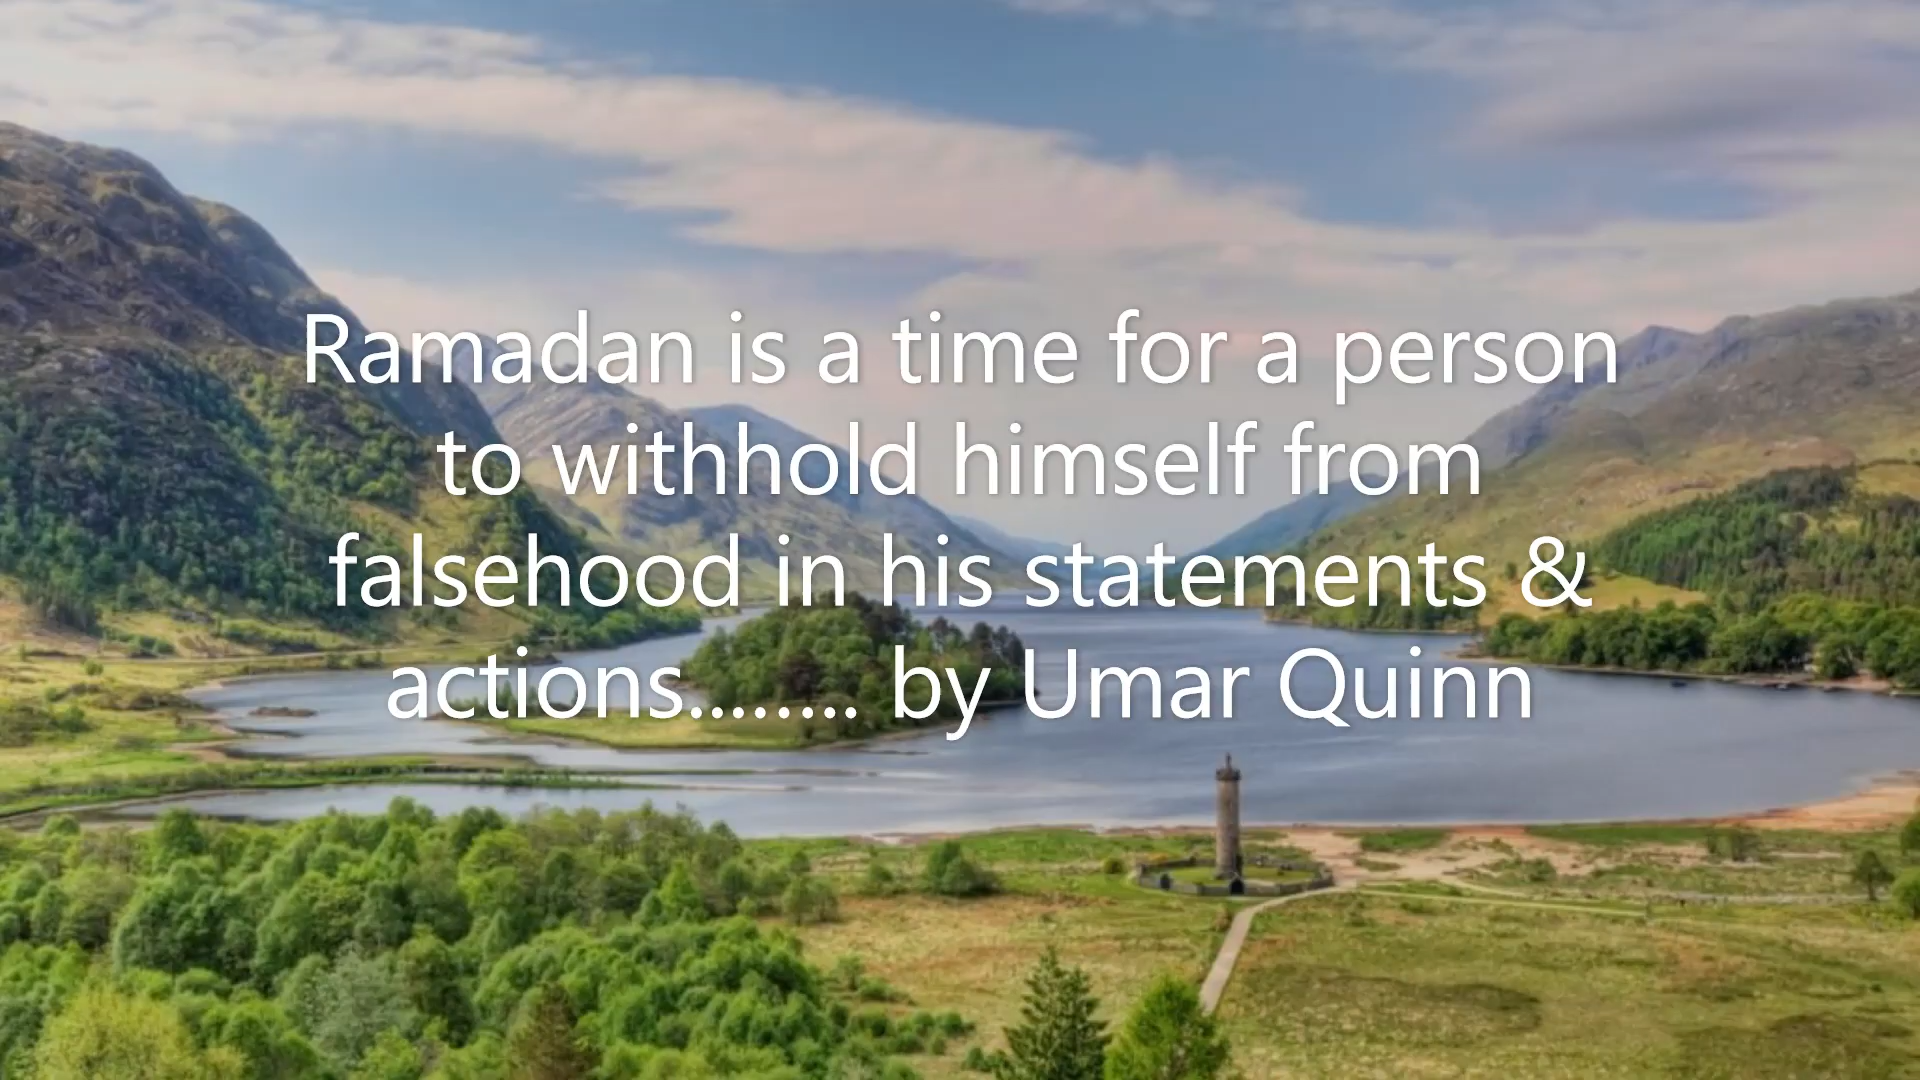 Ramadan is a time for a person
to withhold himself from
falsehood in his statements &
actions........ by Umar Quinn